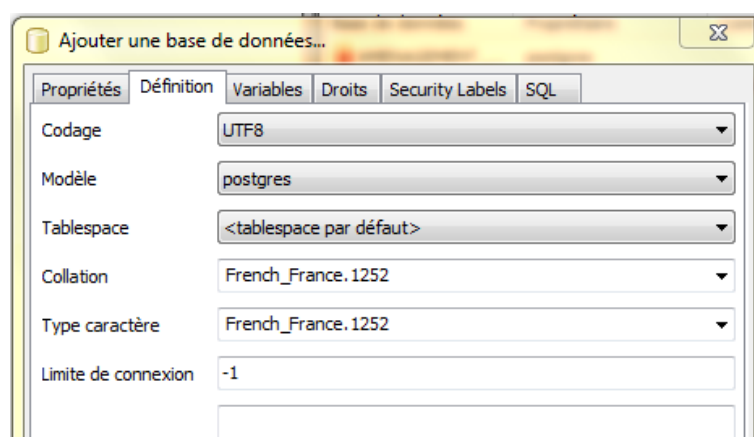 Ajouter une base de données...
Propriétés Définition Variables Droits Security Labels SQL
Codage UTF8
Modèle postgres
Tablespace <tablespace par défaut>
Collation French_France.1252
Type caractère French_France.1252
Limite de connexion -1